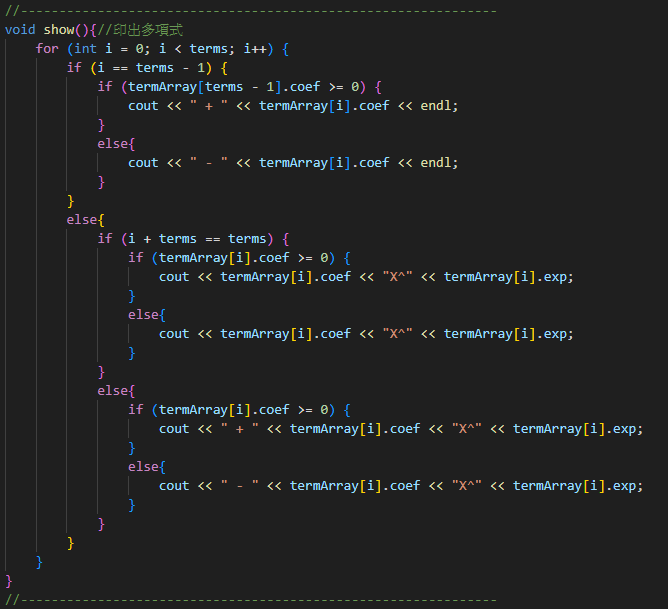 //--------------------------------------------------------------
void show(){//印出多項式
    for (int i = 0; i < terms; i++) {
        if (i == terms - 1) {
            if (termArray[terms - 1].coef >= 0) {
                cout << " + " << termArray[i].coef << endl;
            }
            else{
                cout << " - " << termArray[i].coef << endl;
            }
        }
        else{
            if (i + terms == terms) {
                if (termArray[i].coef >= 0) {
                    cout << termArray[i].coef << "X^" << termArray[i].exp;
                }
                else{
                    cout << termArray[i].coef << "X^" << termArray[i].exp;
                }
            }
            else{
                if (termArray[i].coef >= 0) {
                    cout << " + " << termArray[i].coef << "X^" << termArray[i].exp;
                }
                else{
                    cout << " - " << termArray[i].coef << "X^" << termArray[i].exp;
                }
            }
        }
    }
}
//--------------------------------------------------------------